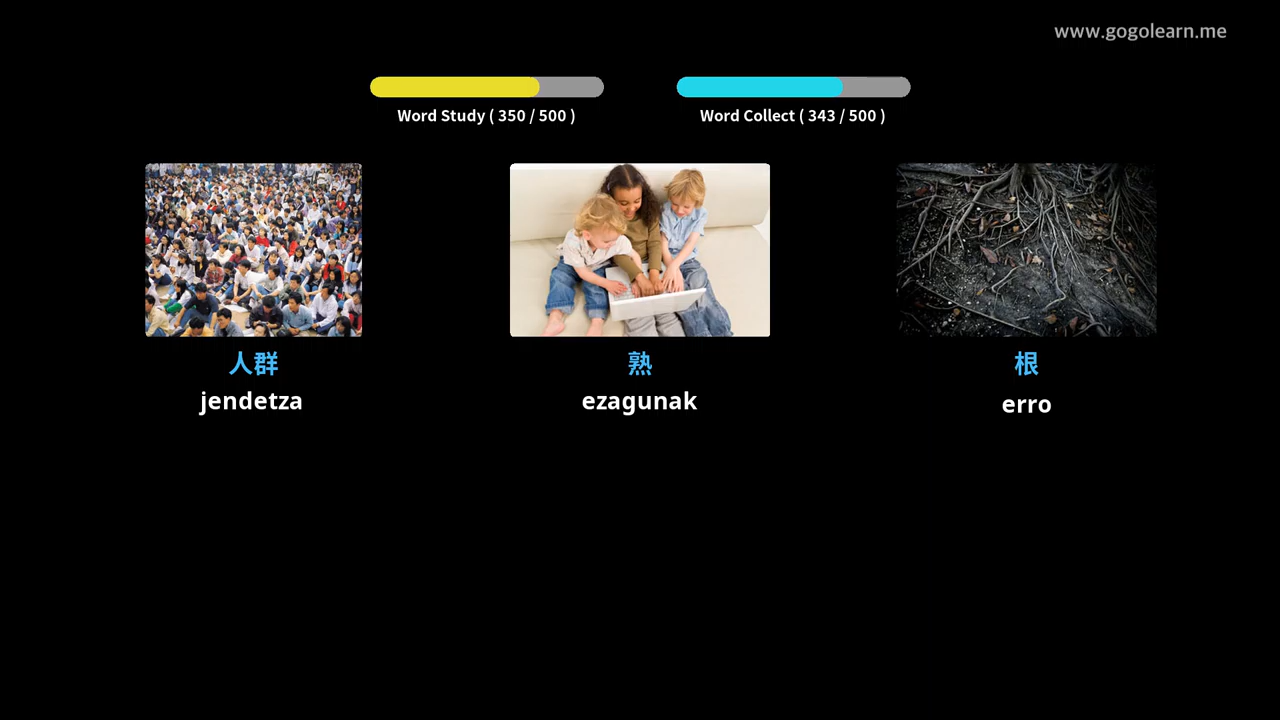 www.gogolearn.me
Word Study ( 350 / 500 )
Word Collect ( 343 / 500 )
人群
jendetza
熟
ezagunak
根
erro